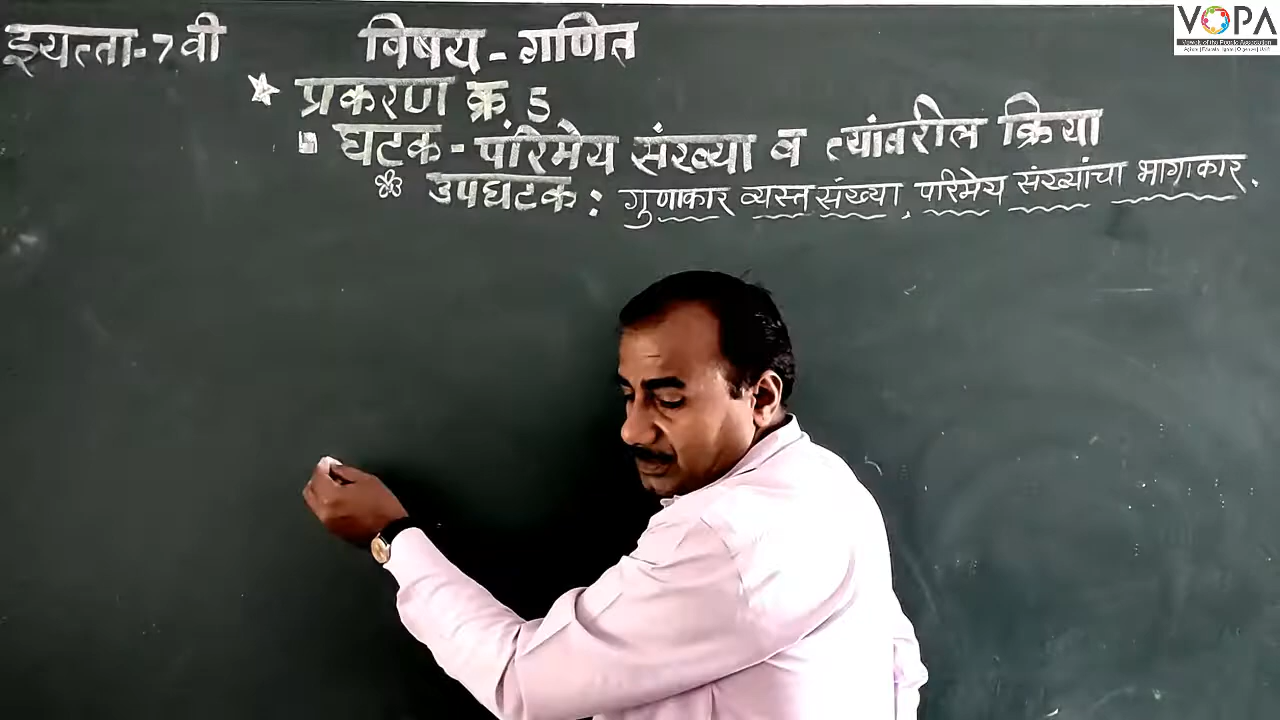 इयत्ता-7वी विषय-गणित
प्रकरण क्र. 5
घटक-परिमेय संख्या व त्यांवरील क्रिया
उपघटक: गुणाकार व्यस्त संख्या, परिमेय संख्यांचा भागाकार.
VOPA